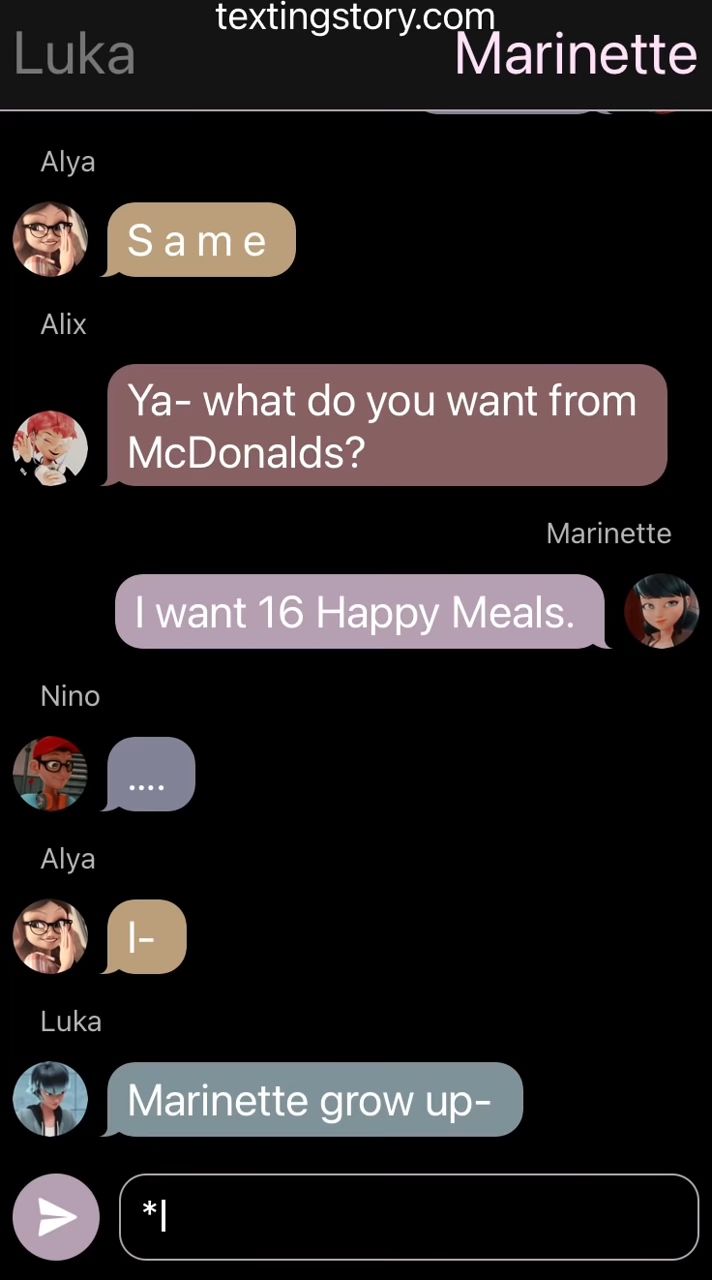 textingstory.com
Luka
Marinette
Alya
S a m e
Alix
Ya- what do you want from
McDonalds?
Marinette
I want 16 Happy Meals.
Nino
....
Alya
I-
Luka
Marinette grow up-
*